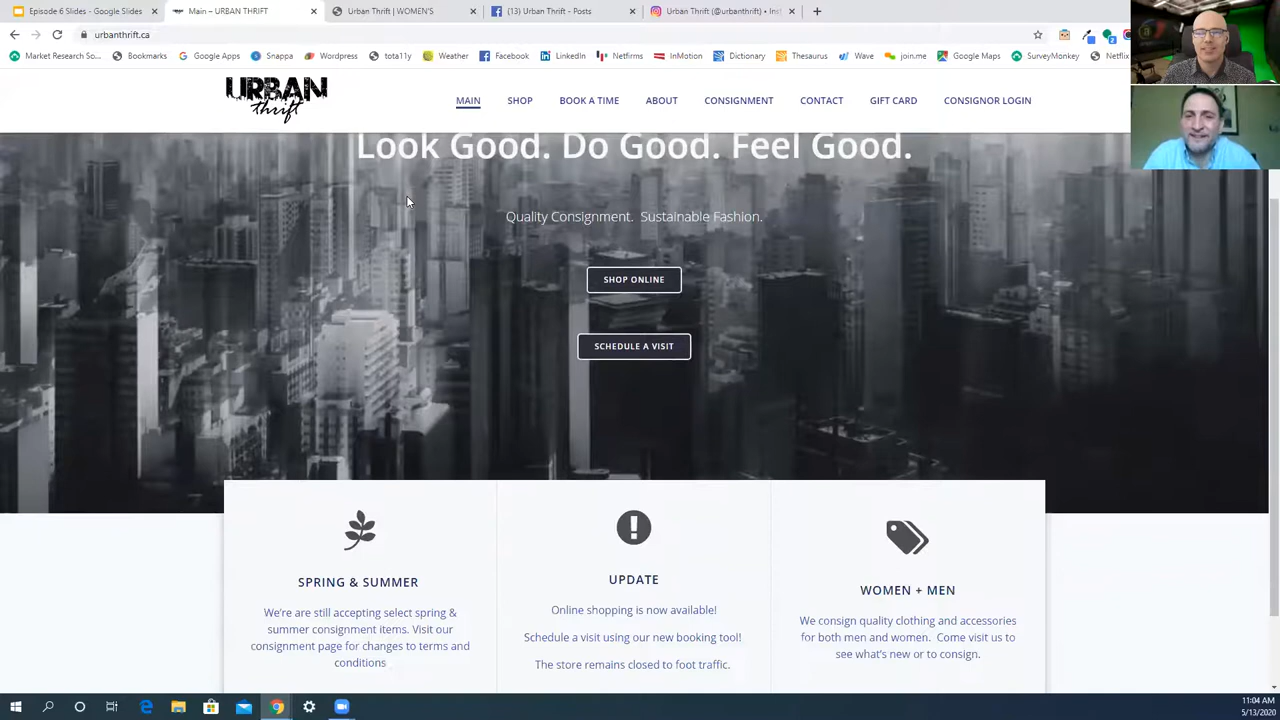 Episode 6 Slides - Google Slides
Main – URBAN THRIFT
Urban Thrift | WOMEN'S
(13) Urban Thrift - Posts
Urban Thrift (@urbanthrift) • Ins
urbanthrift.ca
Market Research So...
Bookmarks
Google Apps
Snappa
Wordpress
tota11y
Weather
Facebook
LinkedIn
Netfirms
InMotion
Dictionary
Thesaurus
Wave
join.me
Google Maps
SurveyMonkey
Netflix
URBAN
thrift
MAIN
SHOP
BOOK A TIME
ABOUT
CONSIGNMENT
CONTACT
GIFT CARD
CONSIGNOR LOGIN
Look Good. Do Good. Feel Good.
Quality Consignment. Sustainable Fashion.
SHOP ONLINE
SCHEDULE A VISIT
SPRING & SUMMER
We're are still accepting select spring &
summer consignment items. Visit our
consignment page for changes to terms and
conditions
UPDATE
Online shopping is now available!
Schedule a visit using our new booking tool!
The store remains closed to foot traffic.
WOMEN + MEN
We consign quality clothing and accessories
for both men and women. Come visit us to
see what's new or to consign.
11:04 AM
5/13/2020